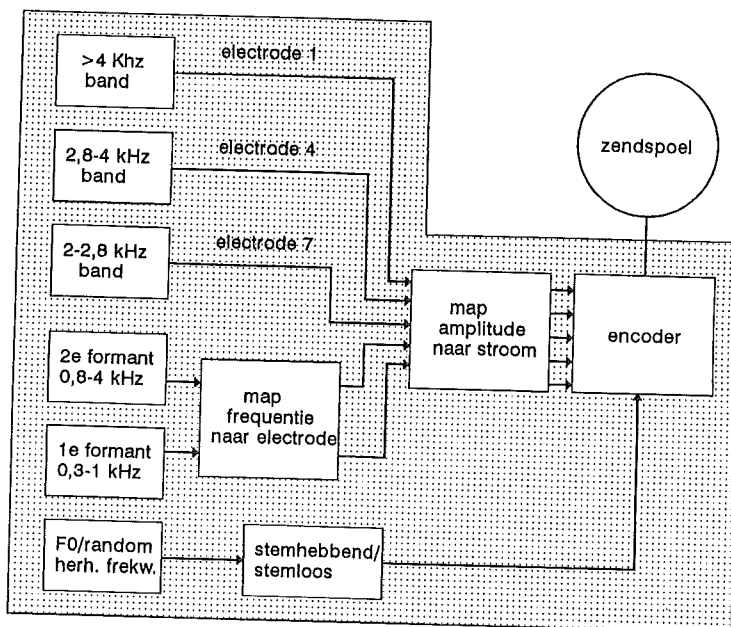 >4 Khz
band
electrode 1
2,8-4 kHz
band
electrode 4
2-2,8 kHz
band
electrode 7
2e formant
0,8-4 kHz
1e formant
0,3-1 kHz
map
frequentie
naar electrode
map
amplitude
naar stroom
encoder
zendspoel
F0/random
herh. frekw.
stemhebbend/
stemloos